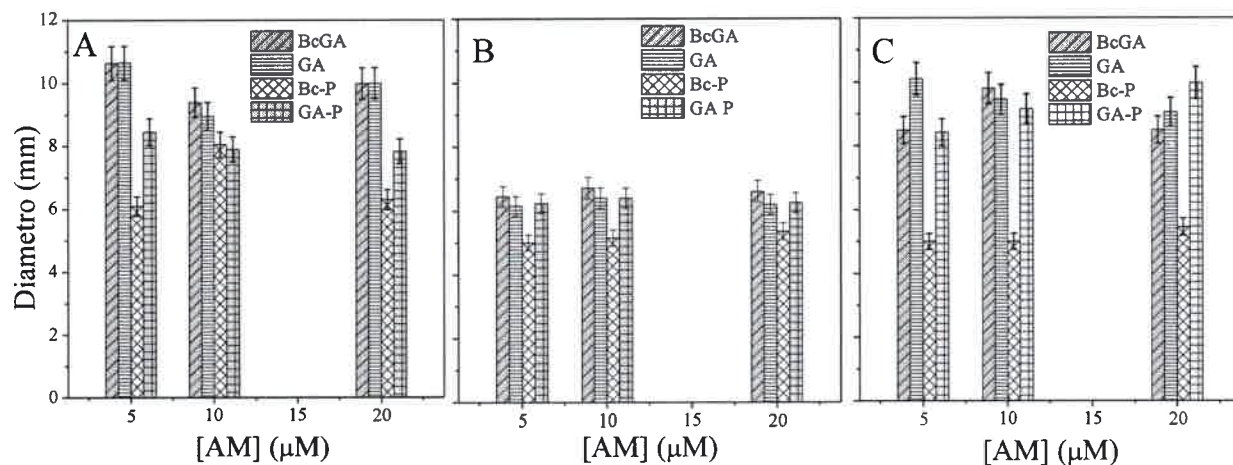 A
BcGA
GA
Bc-P
GA-P
B
BcGA
GA
Bc-P
GA P
C
BcGA
GA
Bc-P
GA-P
Diametro (mm)
12
10
8
6
4
2
0
5 10 15 20
5 10 15 20
5 10 15 20
[AM] (μM)
[AM] (μM)
[AM] (μM)